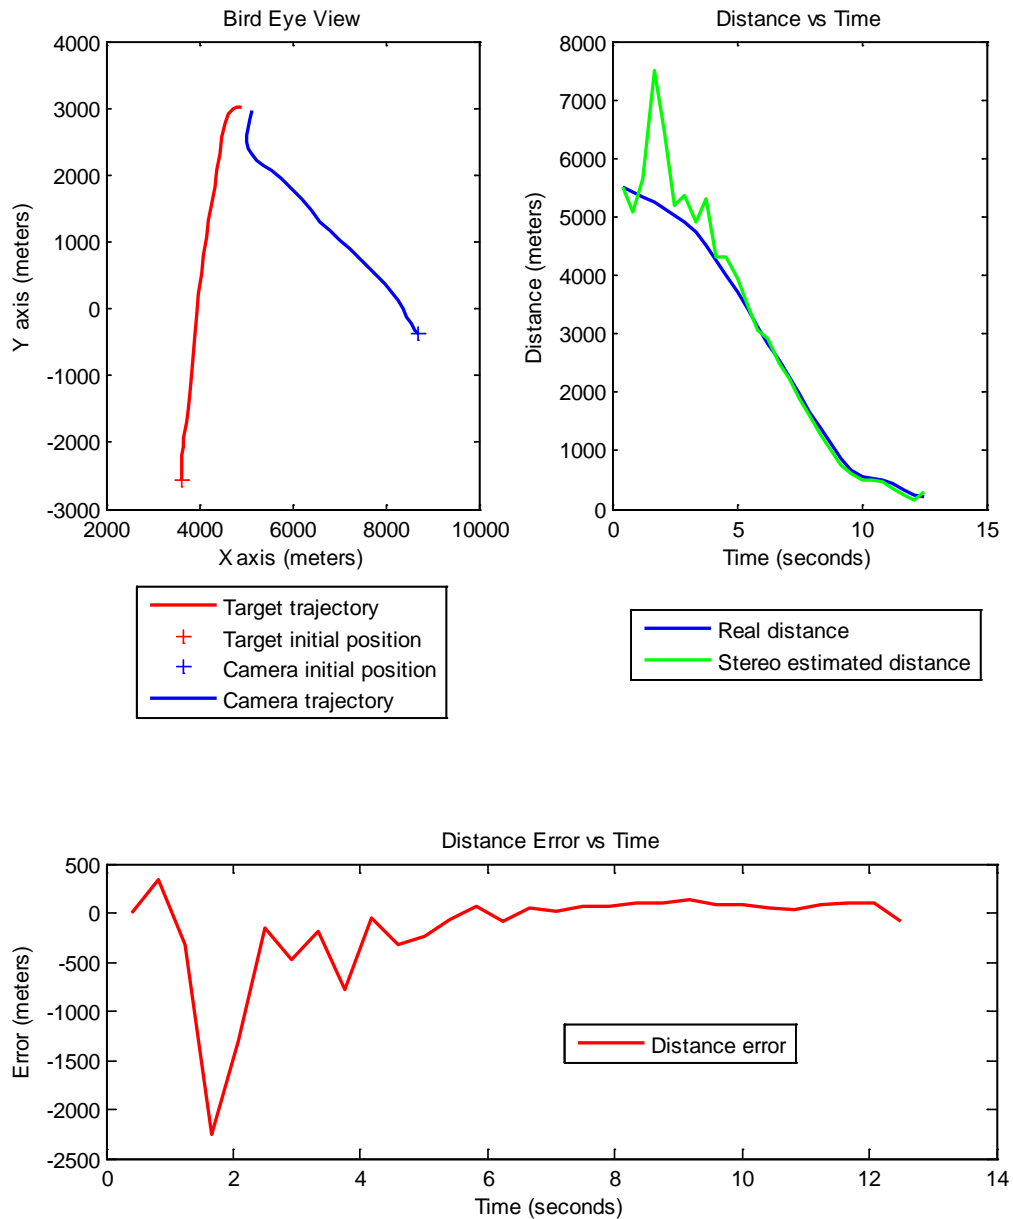 Bird Eye View
4000
3000
2000
1000
0
-1000
-2000
-3000
Y axis (meters)
2000 4000 6000 8000 10000
X axis (meters)
Target trajectory
Target initial position
Camera initial position
Camera trajectory
Distance vs Time
8000
7000
6000
5000
4000
3000
2000
1000
0
Distance (meters)
0 5 10 15
Time (seconds)
Real distance
Stereo estimated distance
Distance Error vs Time
500
0
-500
-1000
-1500
-2000
-2500
Error (meters)
Distance error
0 2 4 6 8 10 12 14
Time (seconds)